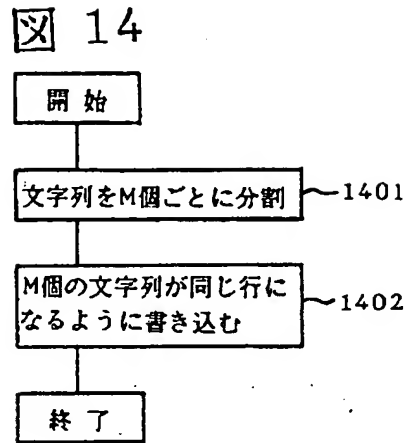 図 14
開始
文字列をM個ごとに分割 1401
M個の文字列が同じ行に
なるように書き込む 1402
終了